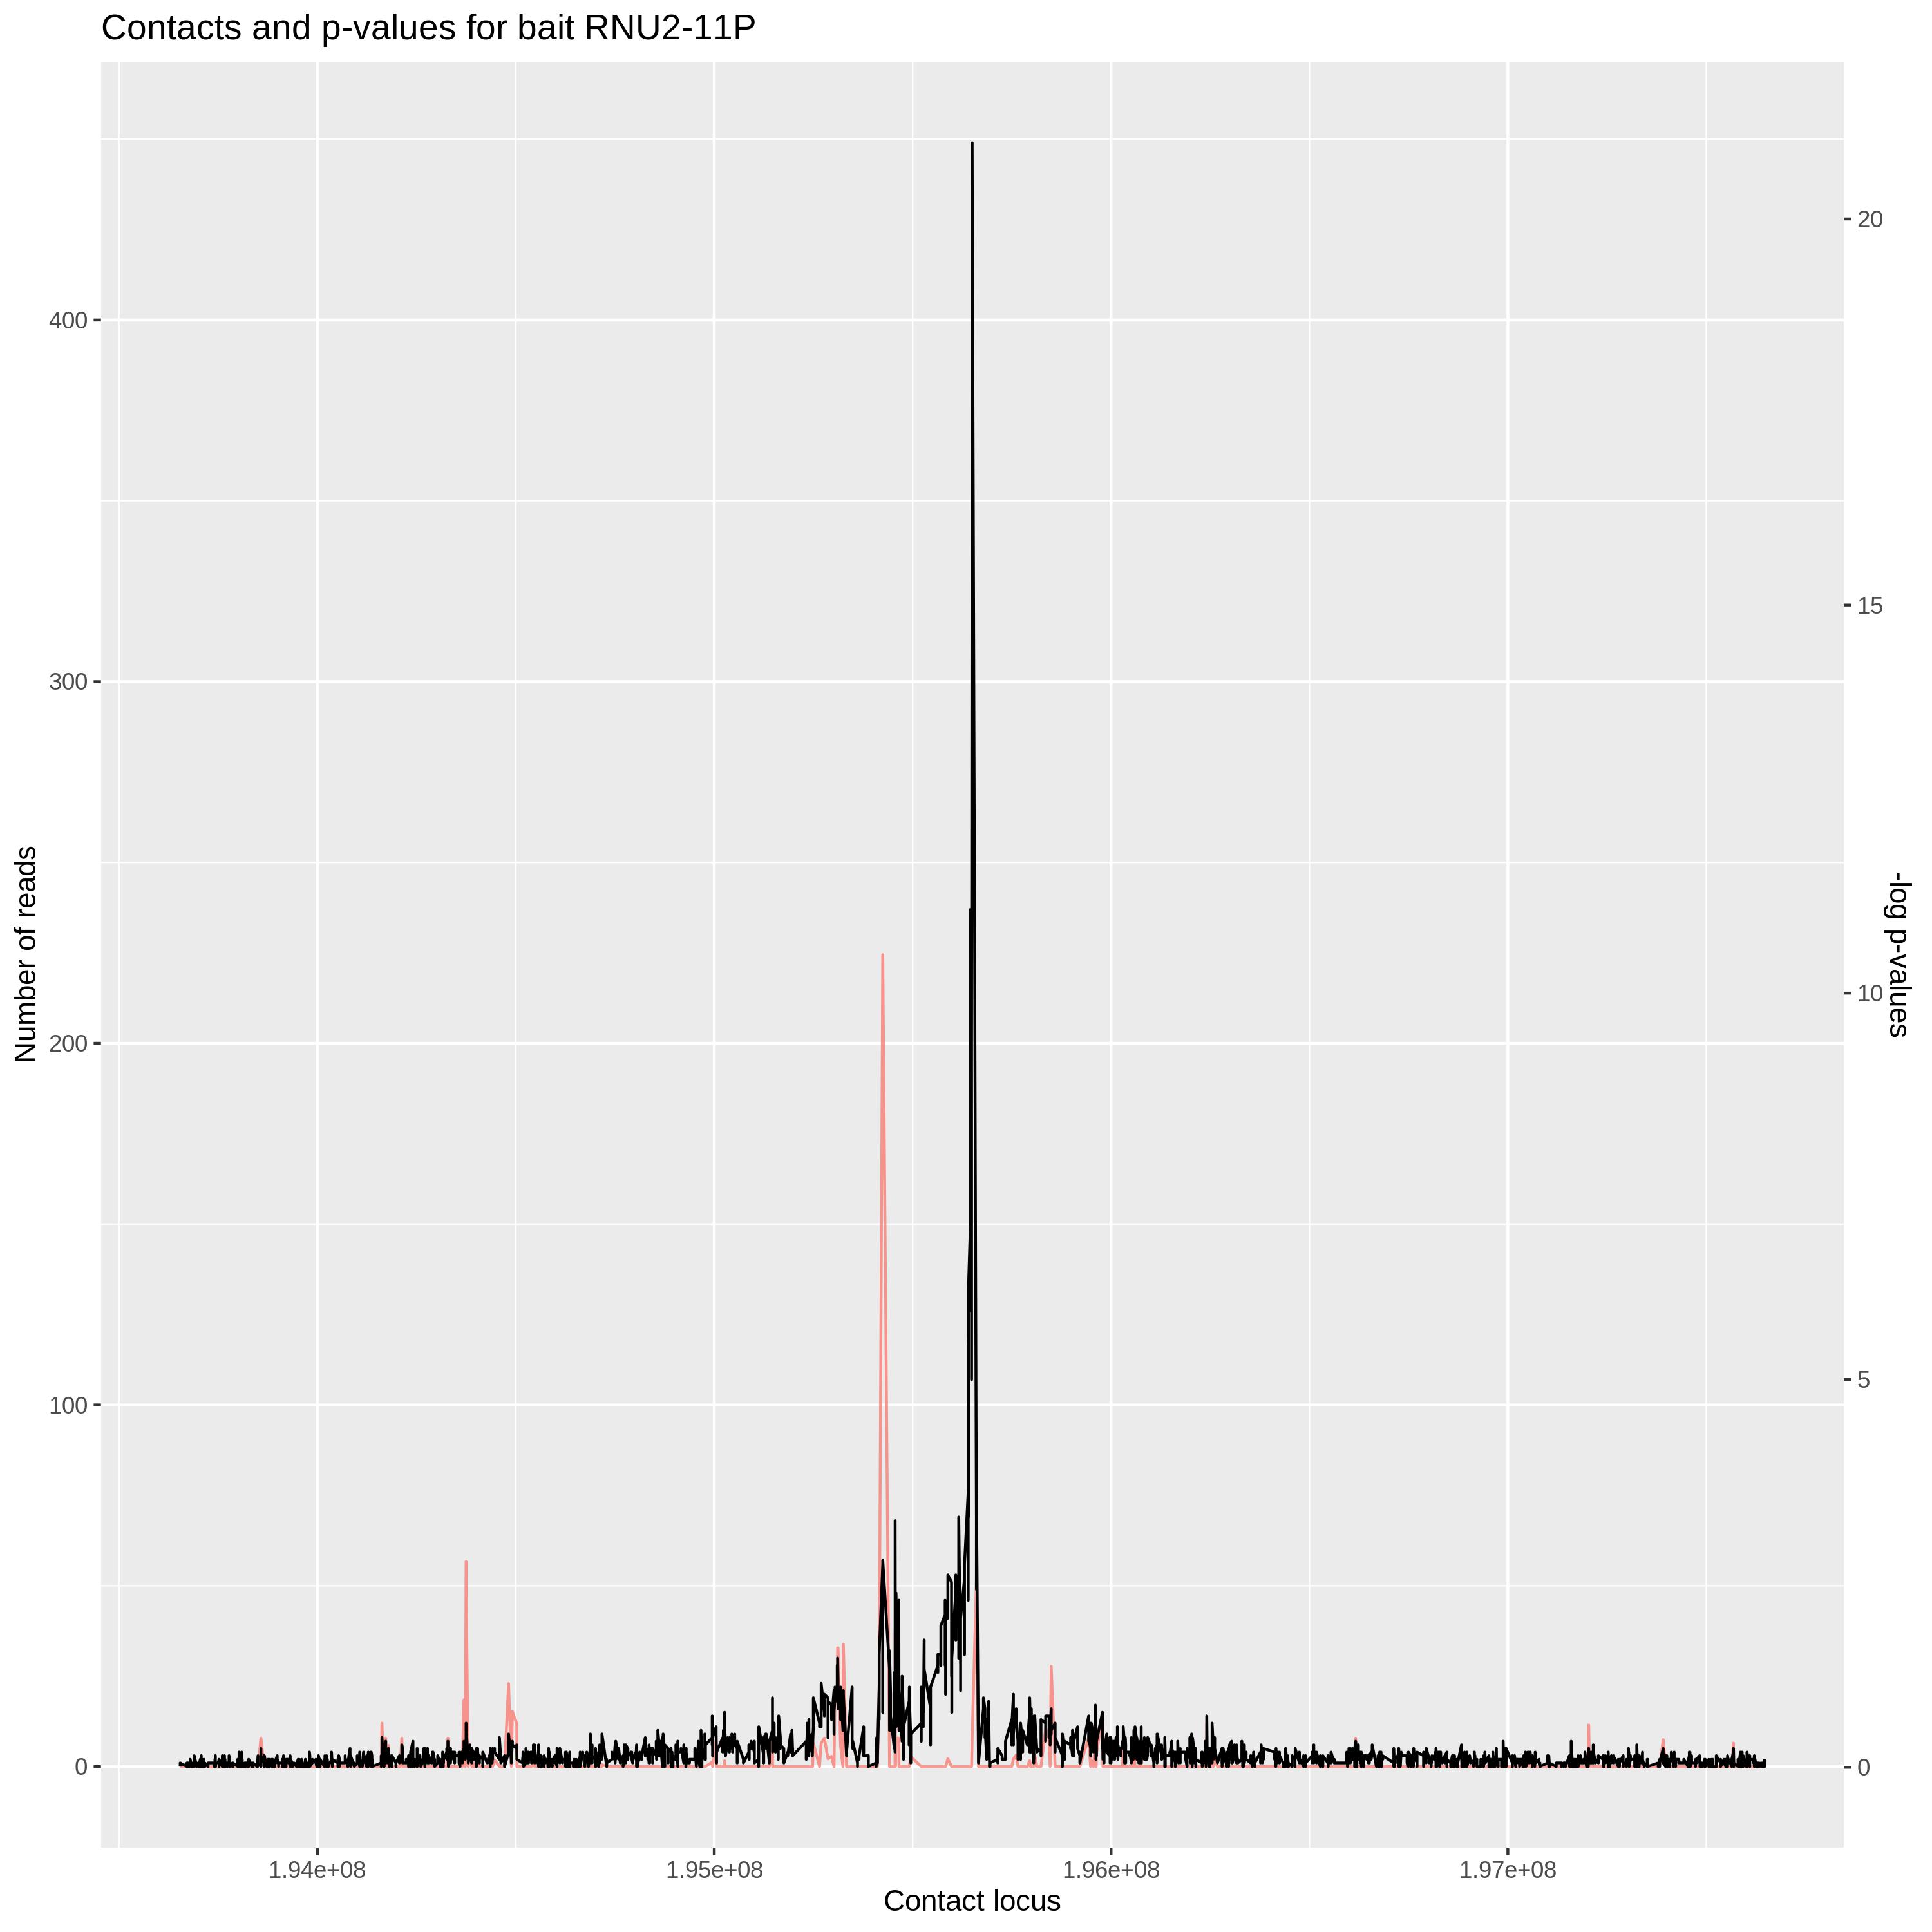 Contacts and p-values for bait RNU2-11P
Number of reads
400
300
200
100
0
20
15
10
5
0
-log p-values
1.94e+08
1.95e+08
1.96e+08
1.97e+08
Contact locus